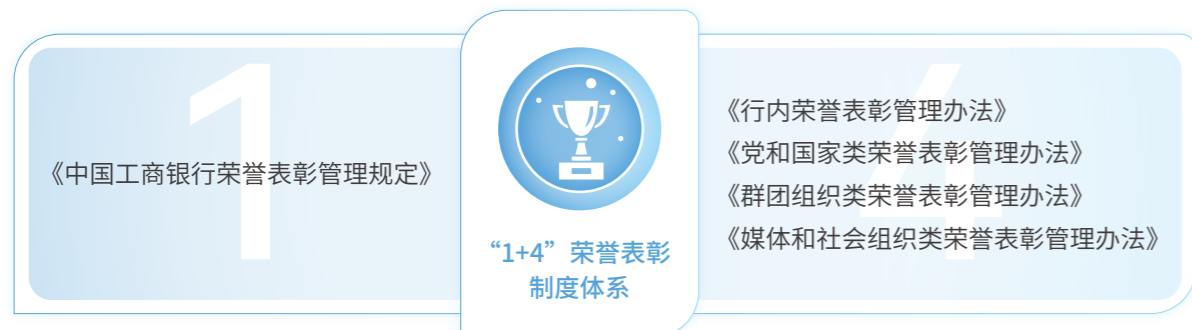 1
《中国工商银行荣誉表彰管理规定》
“1+4”荣誉表彰
制度体系
4
《行内荣誉表彰管理办法》
《党和国家类荣誉表彰管理办法》
《群团组织类荣誉表彰管理办法》
《媒体和社会组织类荣誉表彰管理办法》